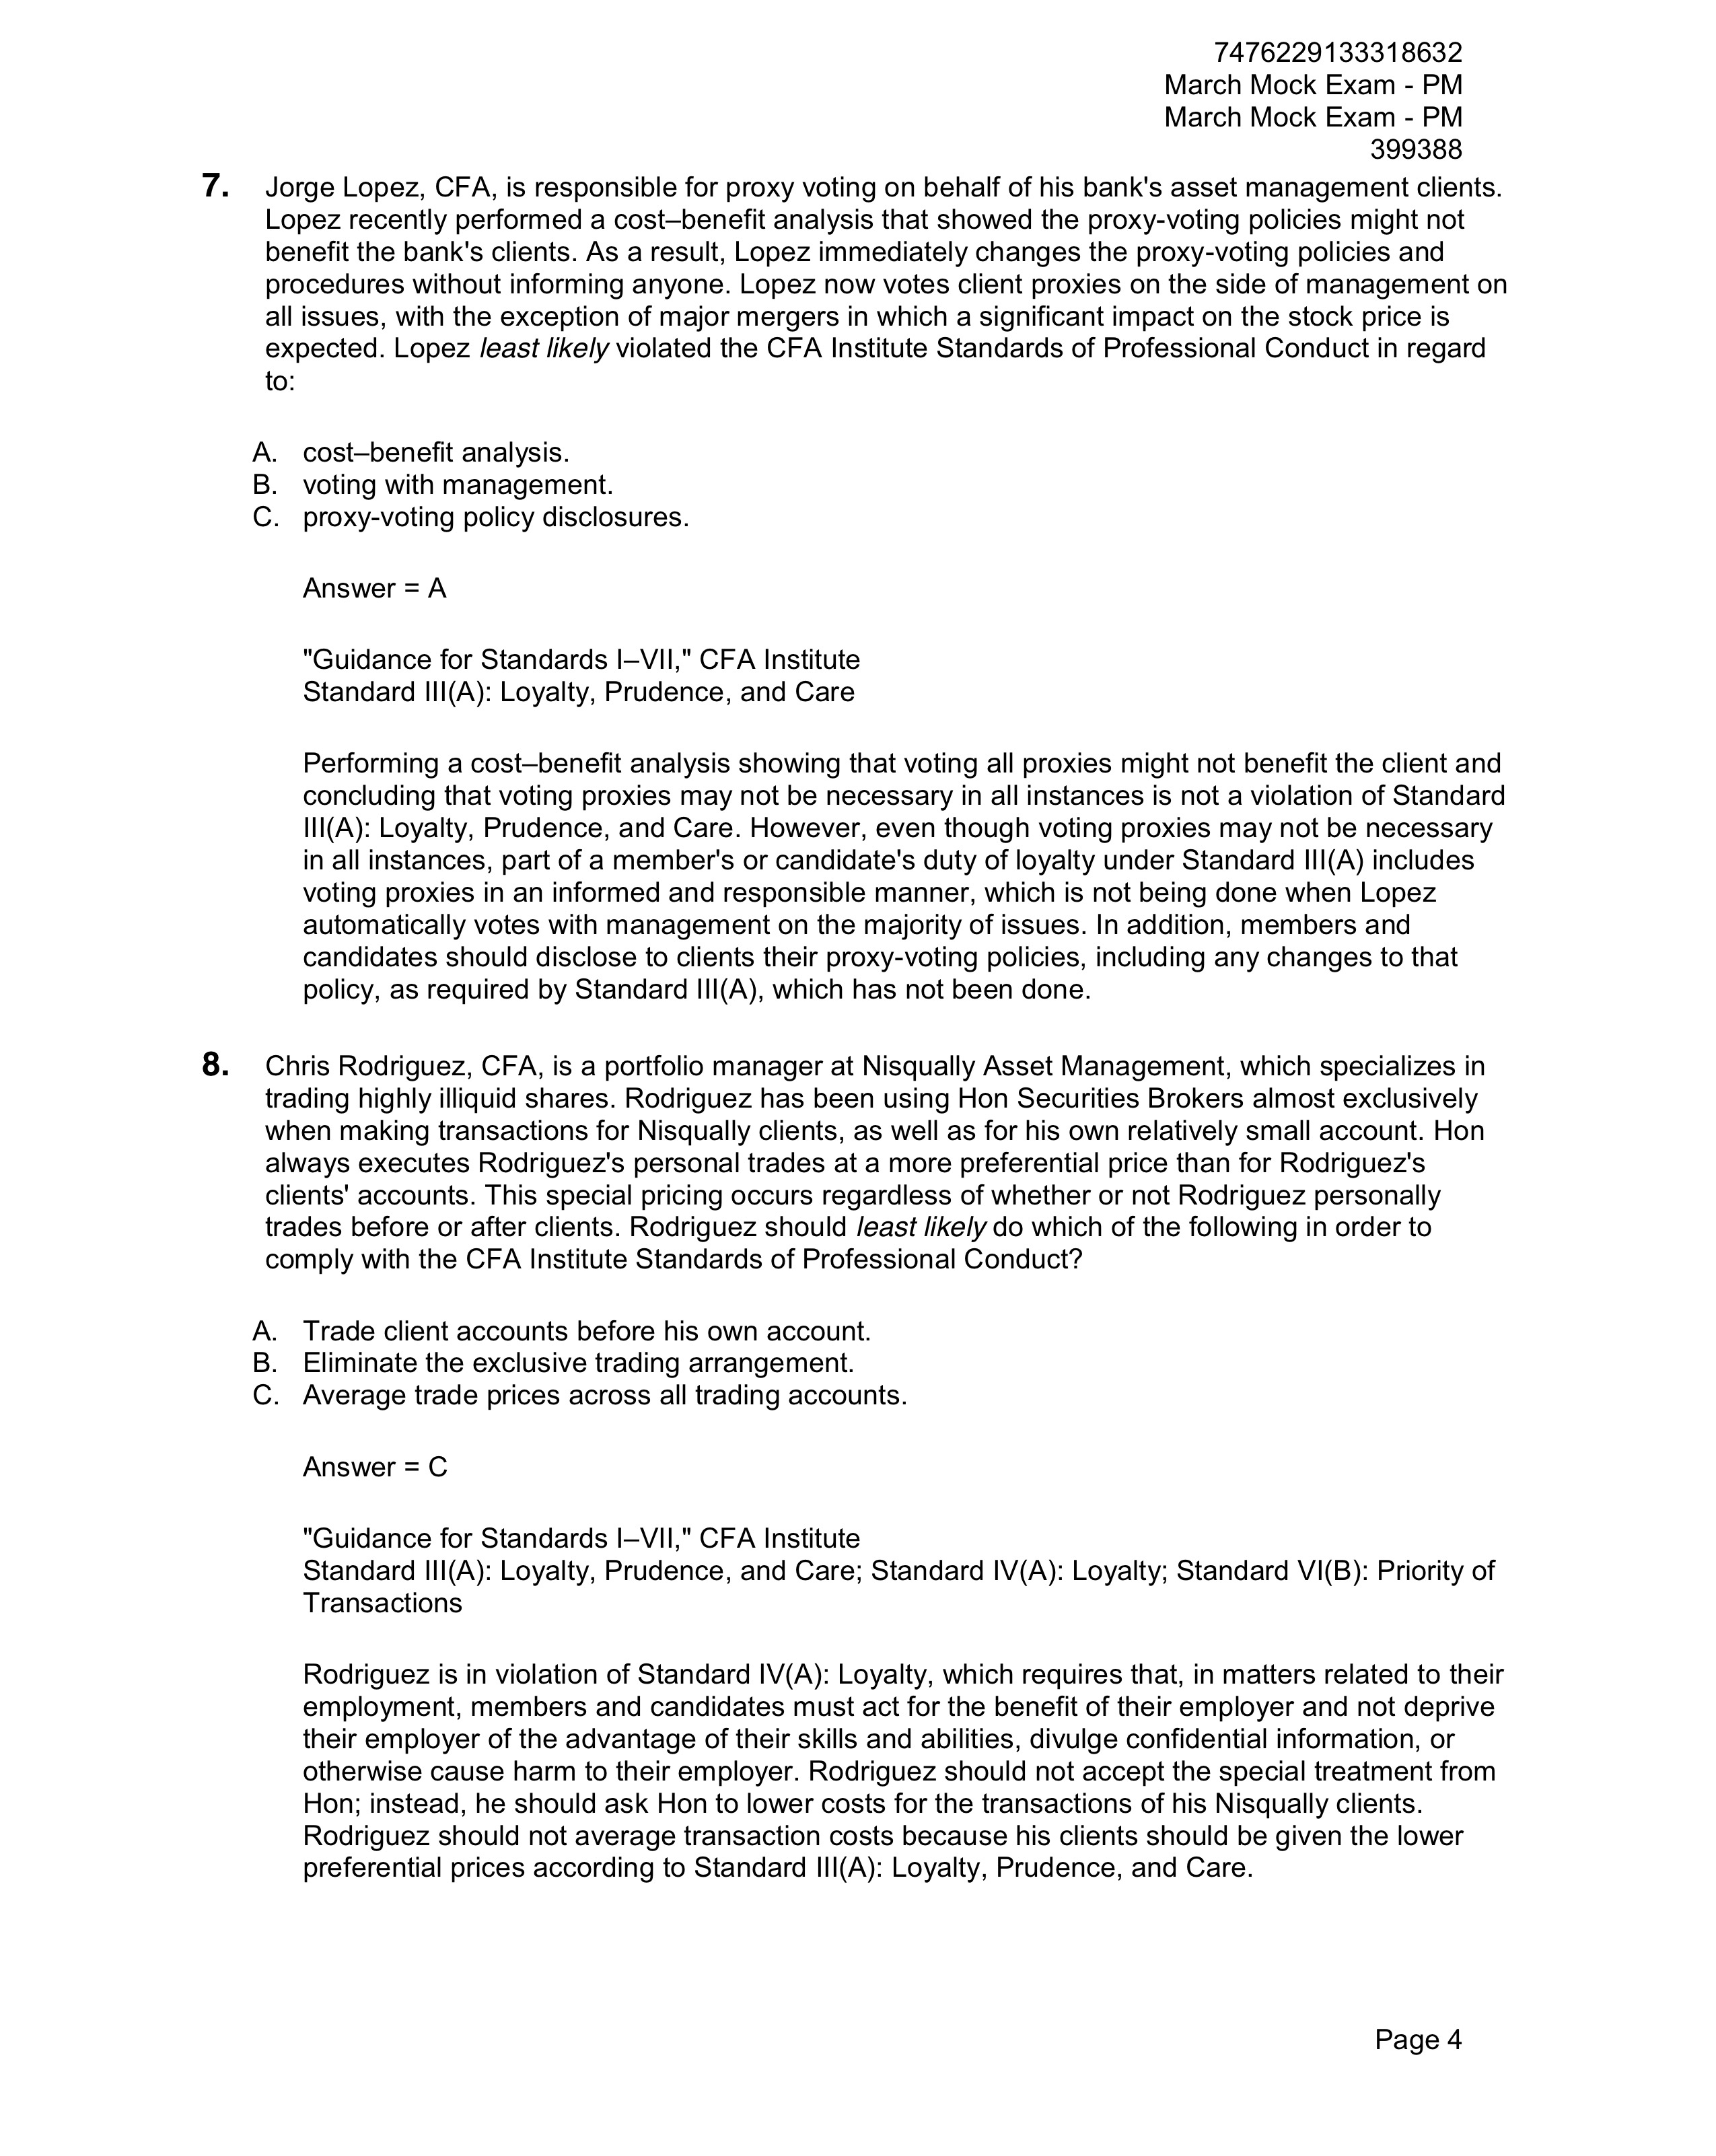 7476229133318632
March Mock Exam - PM
March Mock Exam - PM
399388
7. Jorge Lopez, CFA, is responsible for proxy voting on behalf of his bank's asset management clients.
Lopez recently performed a cost–benefit analysis that showed the proxy-voting policies might not
benefit the bank's clients. As a result, Lopez immediately changes the proxy-voting policies and
procedures without informing anyone. Lopez now votes client proxies on the side of management on
all issues, with the exception of major mergers in which a significant impact on the stock price is
expected. Lopez least likely violated the CFA Institute Standards of Professional Conduct in regard
to:
A. cost–benefit analysis.
B. voting with management.
C. proxy-voting policy disclosures.
Answer = A
"Guidance for Standards I–VII," CFA Institute
Standard III(A): Loyalty, Prudence, and Care
Performing a cost–benefit analysis showing that voting all proxies might not benefit the client and
concluding that voting proxies may not be necessary in all instances is not a violation of Standard
III(A): Loyalty, Prudence, and Care. However, even though voting proxies may not be necessary
in all instances, part of a member's or candidate's duty of loyalty under Standard III(A) includes
voting proxies in an informed and responsible manner, which is not being done when Lopez
automatically votes with management on the majority of issues. In addition, members and
candidates should disclose to clients their proxy-voting policies, including any changes to that
policy, as required by Standard III(A), which has not been done.
8. Chris Rodriguez, CFA, is a portfolio manager at Nisqually Asset Management, which specializes in
trading highly illiquid shares. Rodriguez has been using Hon Securities Brokers almost exclusively
when making transactions for Nisqually clients, as well as for his own relatively small account. Hon
always executes Rodriguez's personal trades at a more preferential price than for Rodriguez's
clients' accounts. This special pricing occurs regardless of whether or not Rodriguez personally
trades before or after clients. Rodriguez should least likely do which of the following in order to
comply with the CFA Institute Standards of Professional Conduct?
A. Trade client accounts before his own account.
B. Eliminate the exclusive trading arrangement.
C. Average trade prices across all trading accounts.
Answer = C
"Guidance for Standards I–VII," CFA Institute
Standard III(A): Loyalty, Prudence, and Care; Standard IV(A): Loyalty; Standard VI(B): Priority of
Transactions
Rodriguez is in violation of Standard IV(A): Loyalty, which requires that, in matters related to their
employment, members and candidates must act for the benefit of their employer and not deprive
their employer of the advantage of their skills and abilities, divulge confidential information, or
otherwise cause harm to their employer. Rodriguez should not accept the special treatment from
Hon; instead, he should ask Hon to lower costs for the transactions of his Nisqually clients.
Rodriguez should not average transaction costs because his clients should be given the lower
preferential prices according to Standard III(A): Loyalty, Prudence, and Care.
Page 4